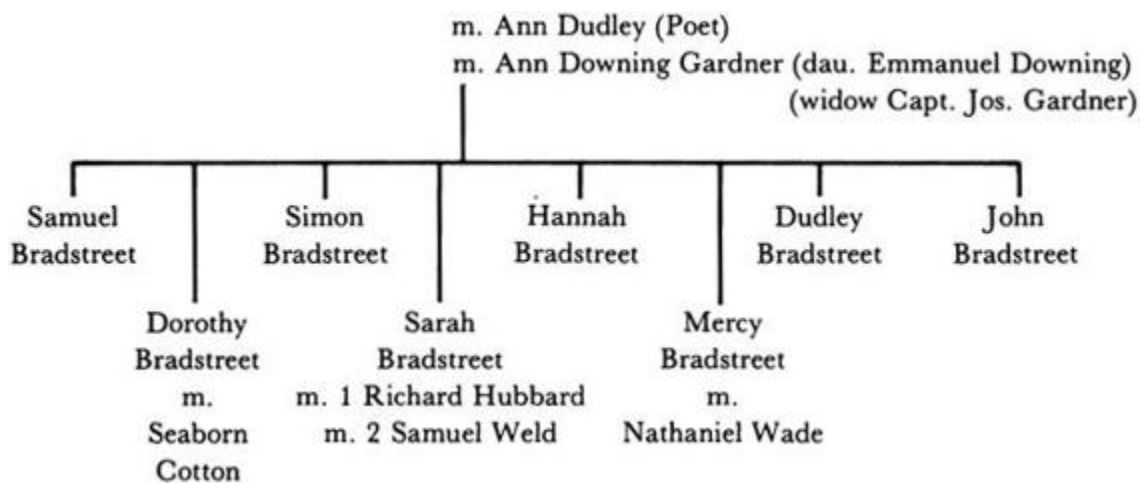 m. Ann Dudley (Poet)
m. Ann Downing Gardner (dau. Emmanuel Downing)
(widow Capt. Jos. Gardner)
Samuel
Bradstreet
Simon
Bradstreet
Hannah
Bradstreet
Dudley
Bradstreet
John
Bradstreet
Dorothy
Bradstreet
m.
Seaborn
Cotton
Sarah
Bradstreet
m. 1 Richard Hubbard
m. 2 Samuel Weld
Mercy
Bradstreet
m.
Nathaniel Wade